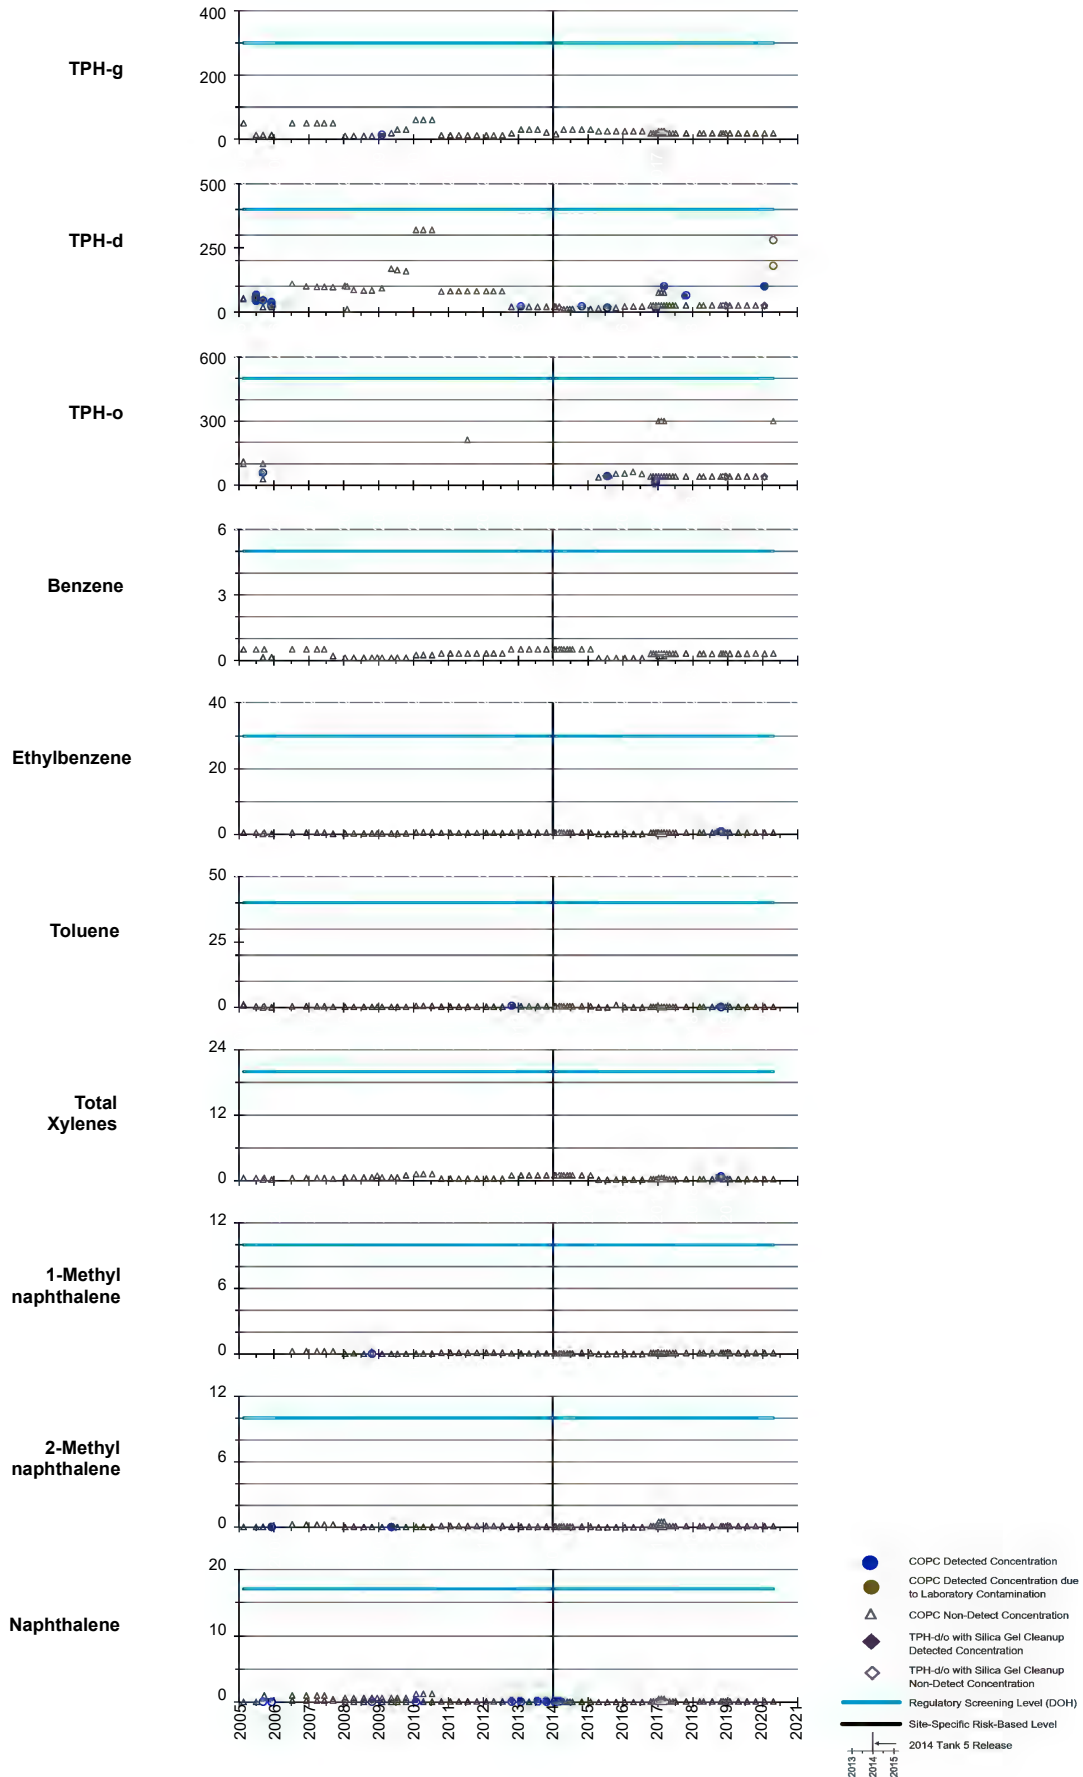 400
TPH-g
200
0
500
TPH-d
250
0
600
TPH-o
300
0
6
Benzene
3
0
40
Ethylbenzene
20
0
50
Toluene
25
0
24
Total
Xylenes
12
0
12
1-Methyl
naphthalene
6
0
12
2-Methyl
naphthalene
6
0
20
Naphthalene
10
0
2005
2006
2007
2008
2009
2010
2011
2012
2013
2014
2015
2016
2017
2018
2019
2020
2021
COPC Detected Concentration
COPC Detected Concentration due
to Laboratory Contamination
COPC Non-Detect Concentration
TPH-d/o with Silica Gel Cleanup
Detected Concentration
TPH-d/o with Silica Gel Cleanup
Non-Detect Concentration
Regulatory Screening Level (DOH)
Site-Specific Risk-Based Level
2014 Tank 5 Release
2013
2014
2015